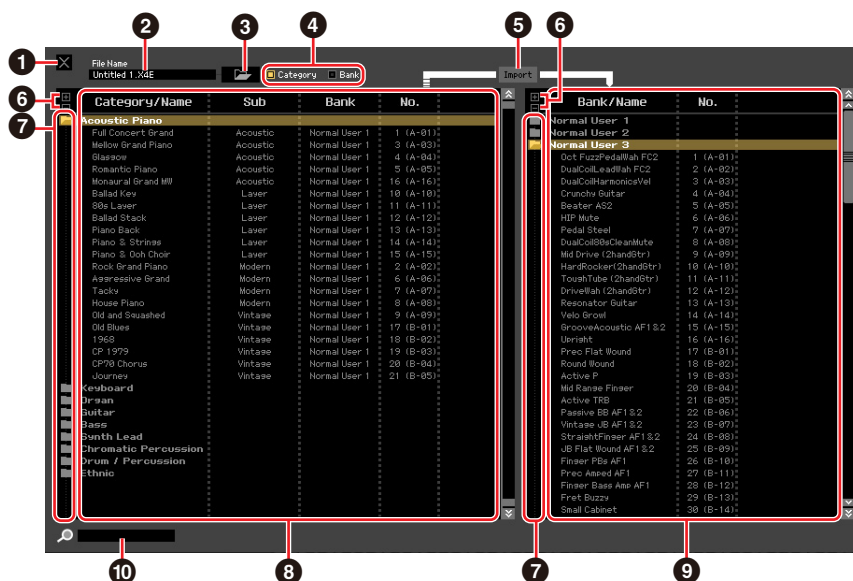 2 3 4 5 6
1 File Name
Untitled 1.X4E Category Bank Import
6 Category/Name Sub Bank No. Bank/Name No.
7
Acoustic Piano
Full Concert Grand Acoustic Normal User 1 1 (A-01)
Mellow Grand Piano Acoustic Normal User 1 3 (A-03)
Glasgow Acoustic Normal User 1 4 (A-04)
Romantic Piano Acoustic Normal User 1 5 (A-05)
Monaural Grand MW Acoustic Normal User 1 16 (A-16)
Ballad Key Layer Normal User 1 10 (A-10)
80s Layer Layer Normal User 1 11 (A-11)
Ballad Stack Layer Normal User 1 12 (A-12)
Piano Back Layer Normal User 1 13 (A-13)
Piano & Strings Layer Normal User 1 14 (A-14)
Piano & Ooh Choir Layer Normal User 1 15 (A-15)
Rock Grand Piano Modern Normal User 1 2 (A-02)
Aggressive Grand Modern Normal User 1 6 (A-06)
Tacky Modern Normal User 1 7 (A-07)
House Piano Modern Normal User 1 8 (A-08)
Old and Squashed Vintage Normal User 1 9 (A-09)
Old Blues Vintage Normal User 1 17 (B-01)
1968 Vintage Normal User 1 18 (B-02)
CP 1979 Vintage Normal User 1 19 (B-03)
CP70 Chorus Vintage Normal User 1 20 (B-04)
Journey Vintage Normal User 1 21 (B-05)
Keyboard
Organ
Guitar
Bass
Synth Lead
Chromatic Percussion
Drum / Percussion
Ethnic
Normal User 1
Normal User 2
Normal User 3
Oct FuzzPedalWah FC2 1 (A-01)
DualCoilLeadWah FC2 2 (A-02)
DualCoilHarmonicsVel 3 (A-03)
Crunchy Guitar 4 (A-04)
Beater AS2 5 (A-05)
HIP Mute 6 (A-06)
Pedal Steel 7 (A-07)
DualCoil80sCleanMute 8 (A-08)
Mid Drive (2handGtr) 9 (A-09)
HardRocker(2handGtr) 10 (A-10)
ToughTube (2handGtr) 11 (A-11)
DriveWah (2handGtr) 12 (A-12)
Resonator Guitar 13 (A-13)
Velo Growl 14 (A-14)
GrooveAcoustic AF1&2 15 (A-15)
Upright 16 (A-16)
Prec Flat Wound 17 (B-01)
Round Wound 18 (B-02)
Active P 19 (B-03)
Mid Range Finger 20 (B-04)
Active TRB 21 (B-05)
Passive BB AF1&2 22 (B-06)
Vintage JB AF1&2 23 (B-07)
StraightFinger AF1&2 24 (B-08)
JB Flat Wound AF1&2 25 (B-09)
Finger PBs AF1 26 (B-10)
Prec Amped AF1 27 (B-11)
Finger Bass Amp AF1 28 (B-12)
Fret Buzzy 29 (B-13)
Small Cabinet 30 (B-14)
10 8 7 9